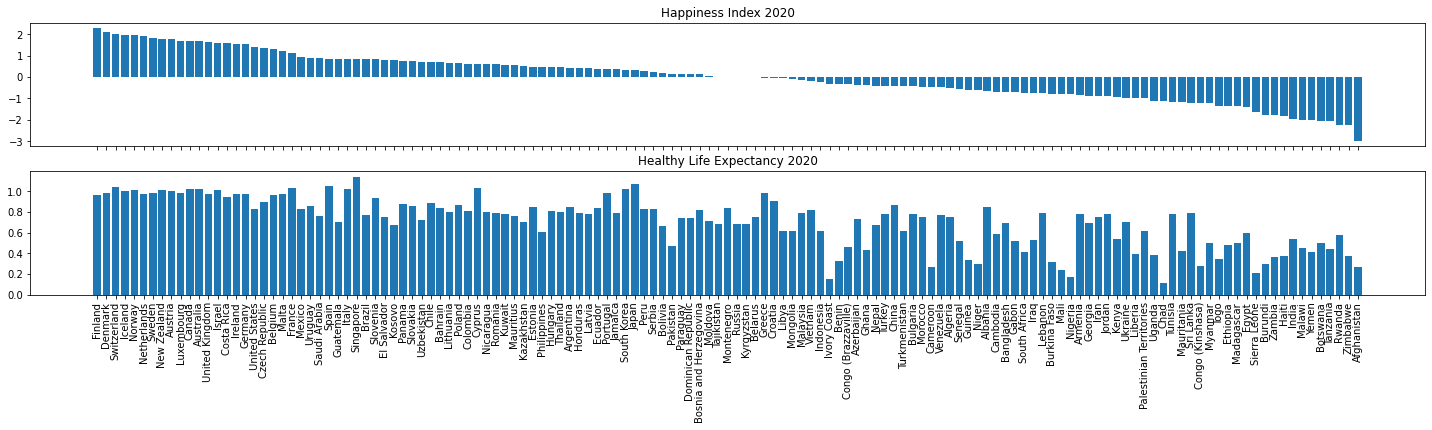 Happiness Index 2020
2
1
0
−1
−2
−3
Healthy Life Expectancy 2020
1.0
0.8
0.6
0.4
0.2
0.0
Finland
Denmark
Switzerland
Iceland
Norway
Netherlands
Sweden
New Zealand
Austria
Luxembourg
Canada
Australia
United Kingdom
Israel
Costa Rica
Ireland
Germany
United States
Czech Republic
Belgium
Malta
France
Mexico
Uruguay
Saudi Arabia
Spain
Guatemala
Italy
Singapore
Brazil
Slovenia
El Salvador
Kosovo
Panama
Slovakia
Uzbekistan
Chile
Bahrain
Lithuania
Poland
Colombia
Cyprus
Nicaragua
Romania
Kuwait
Mauritius
Kazakhstan
Estonia
Philippines
Hungary
Thailand
Argentina
Honduras
Latvia
Ecuador
Portugal
Jamaica
South Korea
Japan
Peru
Serbia
Bolivia
Pakistan
Paraguay
Dominican Republic
Bosnia and Herzegovina
Moldova
Tajikistan
Montenegro
Russia
Kyrgyzstan
Belarus
Greece
Croatia
Libya
Mongolia
Malaysia
Vietnam
Indonesia
Ivory Coast
Benin
Congo (Brazzaville)
Azerbaijan
Ghana
Nepal
Turkey
China
Turkmenistan
Bulgaria
Morocco
Cameroon
Venezuela
Algeria
Senegal
Guinea
Niger
Albania
Cambodia
Bangladesh
Gabon
South Africa
Iraq
Lebanon
Burkina Faso
Mali
Nigeria
Armenia
Georgia
Iran
Jordan
Kenya
Ukraine
Liberia
Palestinian Territories
Uganda
Chad
Tunisia
Mauritania
Sri Lanka
Congo (Kinshasa)
Myanmar
Togo
Ethiopia
Madagascar
Egypt
Sierra Leone
Burundi
Zambia
Haiti
India
Malawi
Yemen
Botswana
Tanzania
Rwanda
Zimbabwe
Afghanistan